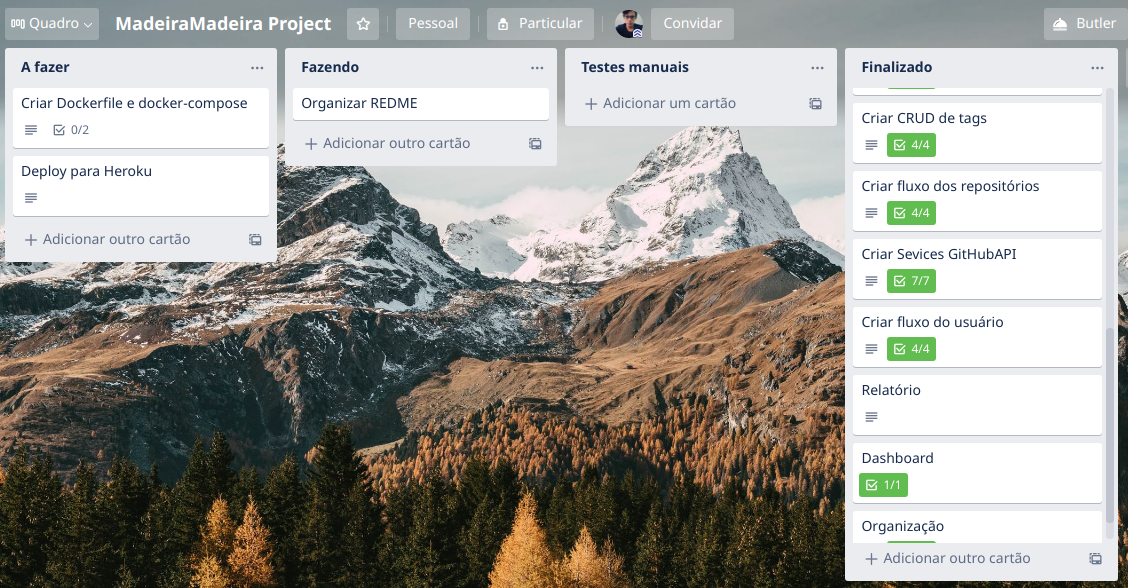 Quadro
MadeiraMadeira Project
Pessoal
Particular
Convidar
Butler
A fazer
Criar Dockerfile e docker-compose
0/2
Deploy para Heroku
Adicionar outro cartão
Fazendo
Organizar REDME
Adicionar outro cartão
Testes manuais
Adicionar um cartão
Finalizado
Criar CRUD de tags
4/4
Criar fluxo dos repositórios
4/4
Criar Sevices GitHubAPI
7/7
Criar fluxo do usuário
4/4
Relatório
Dashboard
1/1
Organização
Adicionar outro cartão